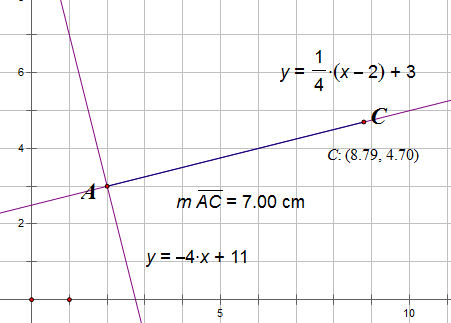 y = 1/4·(x – 2) + 3
6
C
4
C: (8.79, 4.70)
A
m AC = 7.00 cm
2
y = –4·x + 11
5
10